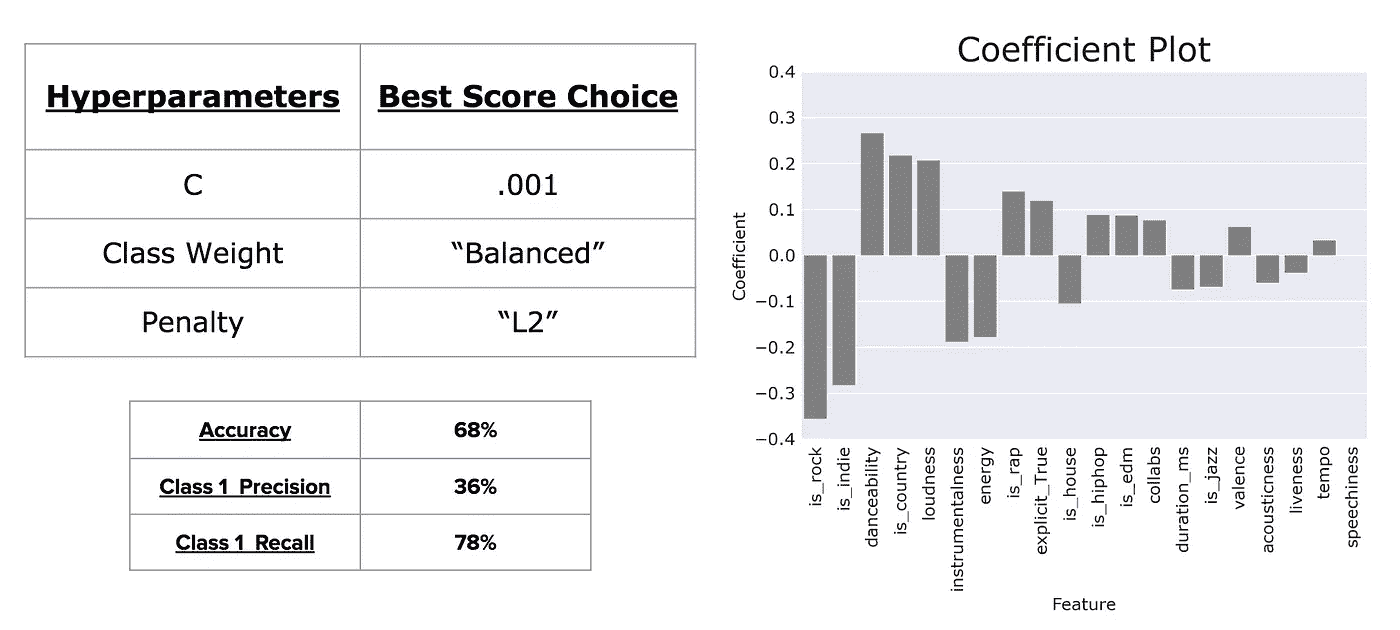 Hyperparameters Best Score Choice
C .001
Class Weight “Balanced”
Penalty “L2”
Accuracy 68%
Class 1 Precision 36%
Class 1 Recall 78%
Coefficient Plot
Coefficient
0.4
0.3
0.2
0.1
0.0
−0.1
−0.2
−0.3
−0.4
is_rock
is_indie
danceability
is_country
loudness
instrumentalness
energy
is_rap
explicit_True
is_house
is_hiphop
is_edm
collabs
duration_ms
is_jazz
valence
acousticness
liveness
tempo
speechiness
Feature